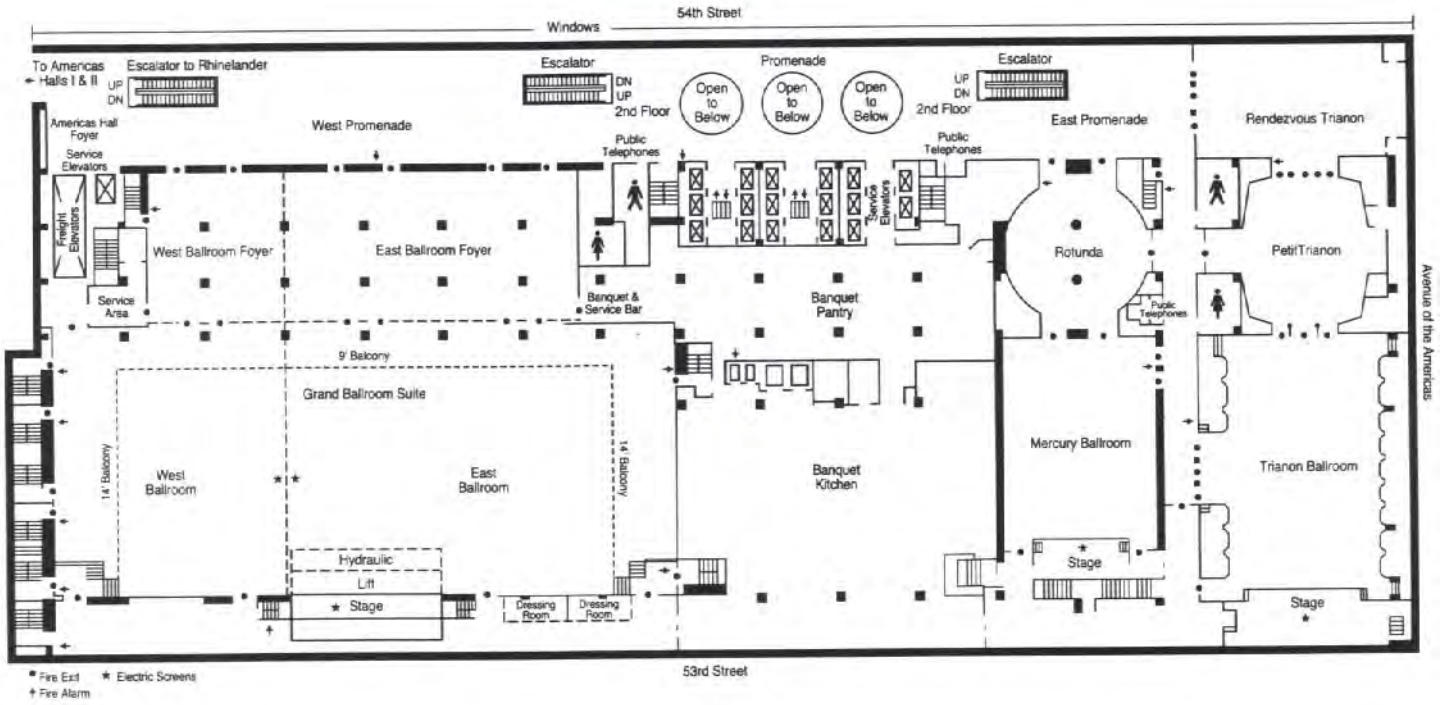 54th Street
Windows
To Americas
Halls I & II
Escalator to Rhinelander
UP
DN
Escalator
DN
UP
2nd Floor
Promenade
Open
to
Below
Open
to
Below
Open
to
Below
Escalator
UP
DN
2nd Floor
Americas Hall
Foyer
West Promenade
East Promenade
Rendezvous Trianon
Public
Telephones
Public
Telephones
Service
Elevators
Freight
Elevators
Service
Elevators
West Ballroom Foyer
East Ballroom Foyer
Rotunda
PetitTrianon
Service
Area
Banquet &
Service Bar
Banquet
Pantry
Public
Telephones
Avenue of the Americas
9' Balcony
Grand Ballroom Suite
14' Balcony
West
Ballroom
East
Ballroom
14' Balcony
Banquet
Kitchen
Mercury Ballroom
Trianon Ballroom
Hydraulic
Lift
Stage
Dressing
Room
Dressing
Room
Stage
Stage
53rd Street
Fire Exit
Electric Screens
Fire Alarm